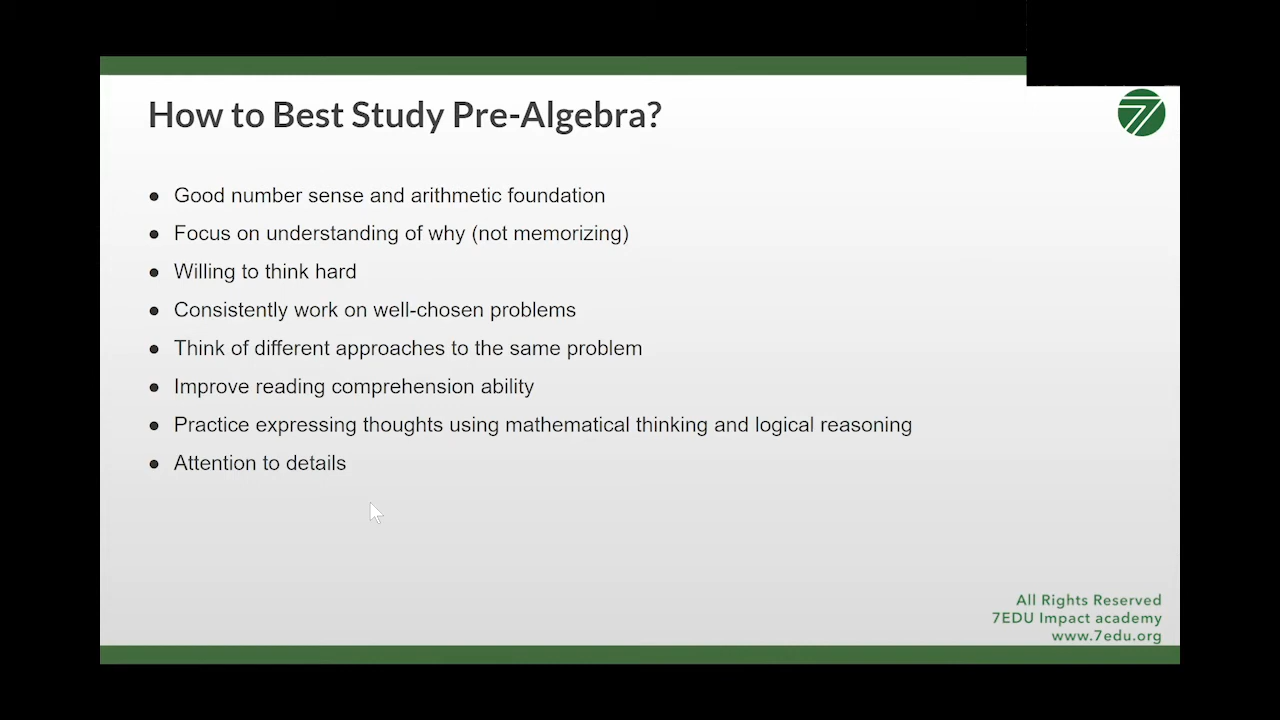 How to Best Study Pre-Algebra?
● Good number sense and arithmetic foundation
● Focus on understanding of why (not memorizing)
● Willing to think hard
● Consistently work on well-chosen problems
● Think of different approaches to the same problem
● Improve reading comprehension ability
● Practice expressing thoughts using mathematical thinking and logical reasoning
● Attention to details
All Rights Reserved
7EDU Impact academy
www.7edu.org